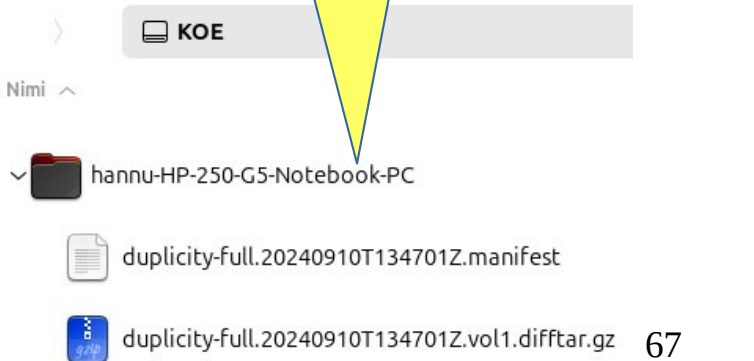 KOE
Nimi
hannu-HP-250-G5-Notebook-PC
duplicity-full.20240910T134701Z.manifest
gzip
duplicity-full.20240910T134701Z.vol1.difftar.gz
67